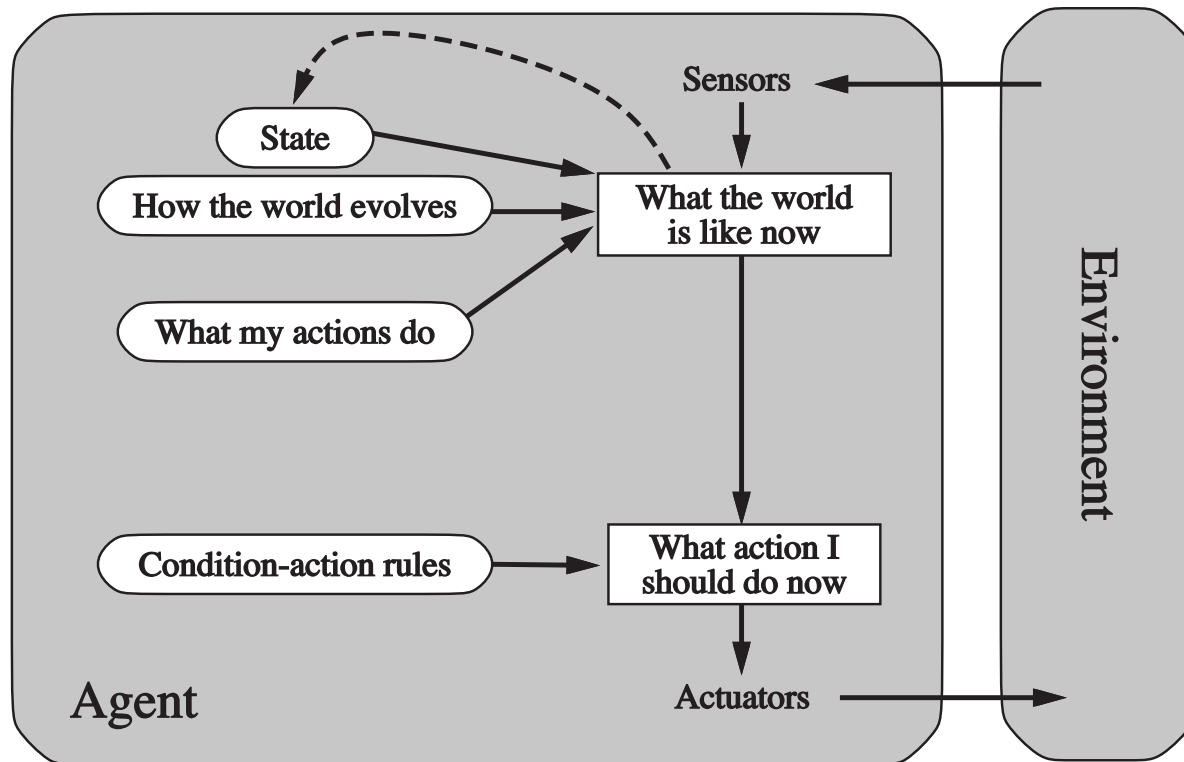 Sensors
State
What the world
is like now
How the world evolves
What my actions do
Environment
Condition-action rules
What action I
should do now
Agent
Actuators